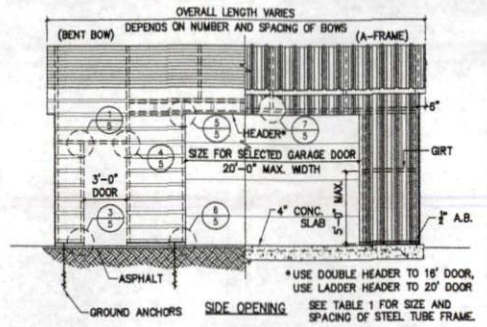 OVERALL LENGTH VARIES
DEPENDS ON NUMBER AND SPACING OF BOWS
(BENT BOW)
(A-FRAME)
1
5
5
5
7
5
6"
HEADER*
4
5
GIRT
SIZE FOR SELECTED GARAGE DOOR
20'-0" MAX. WIDTH
3'-0"
DOOR
5'-0" MAX.
3
5
6
5
4" CONC.
SLAB
½" A.B.
ASPHALT
GROUND ANCHORS
* USE DOUBLE HEADER TO 16' DOOR,
USE LADDER HEADER TO 20' DOOR
SIDE OPENING
SEE TABLE 1 FOR SIZE AND
SPACING OF STEEL TUBE FRAME.